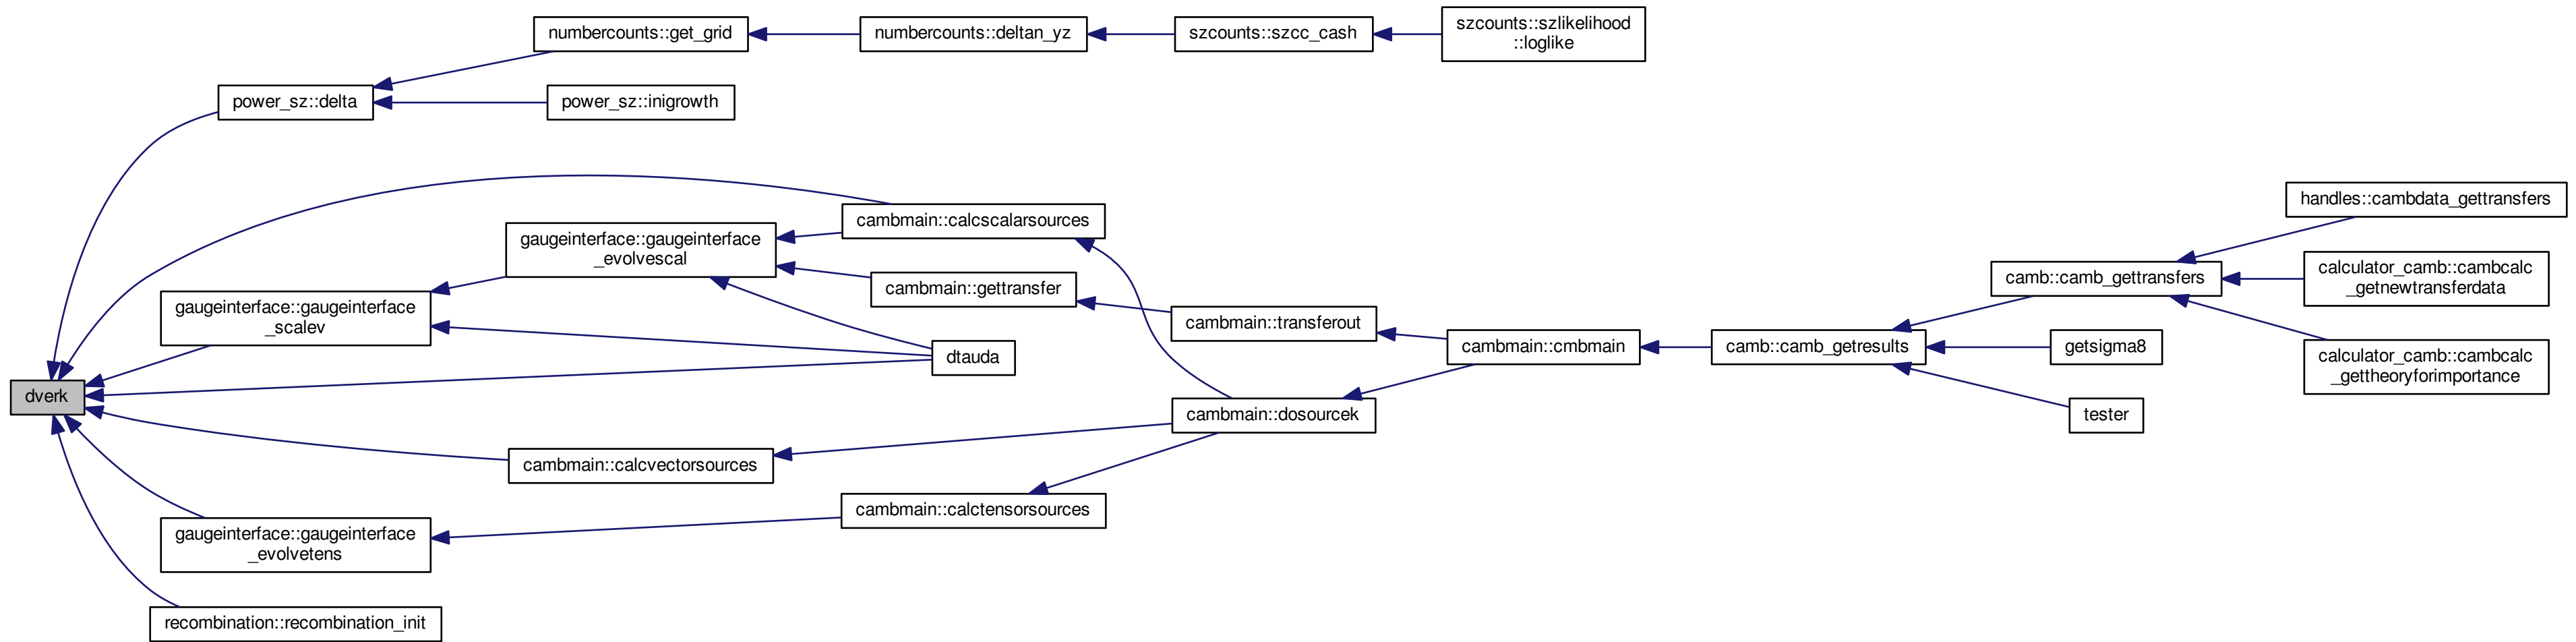 numbercounts::get_grid
numbercounts::deltan_yz
szcounts::szcc_cash
szcounts::szlikelihood
::loglike
power_sz::delta
power_sz::inigrowth
handles::cambdata_gettransfers
cambmain::calcscalarsources
gaugeinterface::gaugeinterface
_evolvescal
camb::camb_gettransfers
calculator_camb::cambcalc
_getnewtransferdata
cambmain::gettransfer
gaugeinterface::gaugeinterface
_scalev
cambmain::transferout
dtauda
cambmain::cmbmain
camb::camb_getresults
getsigma8
calculator_camb::cambcalc
_gettheoryforimportance
dverk
cambmain::dosourcek
tester
cambmain::calcvectorsources
cambmain::calctensorsources
gaugeinterface::gaugeinterface
_evolvetens
recombination::recombination_init